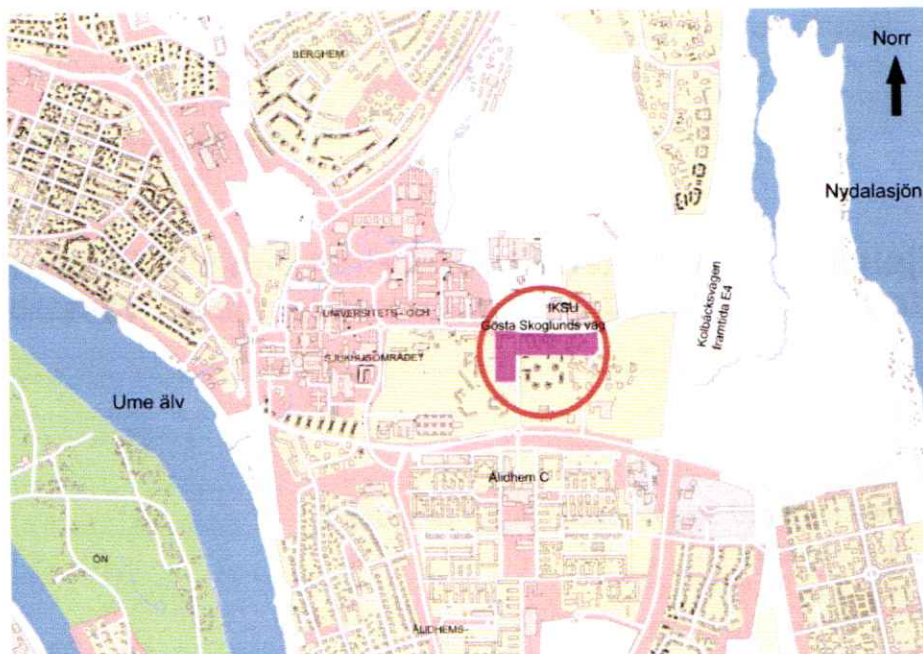 Norr
BERGHEM
Nydalasjön
Kolbäcksvägen
framtida E4
IKSU
UNIVERSITETS - OCH
Gösta Skoglunds väg
SJUKHUSOMRÅDET
Ume älv
Ålidhem C
ÖN
ÅLIDHEMS-